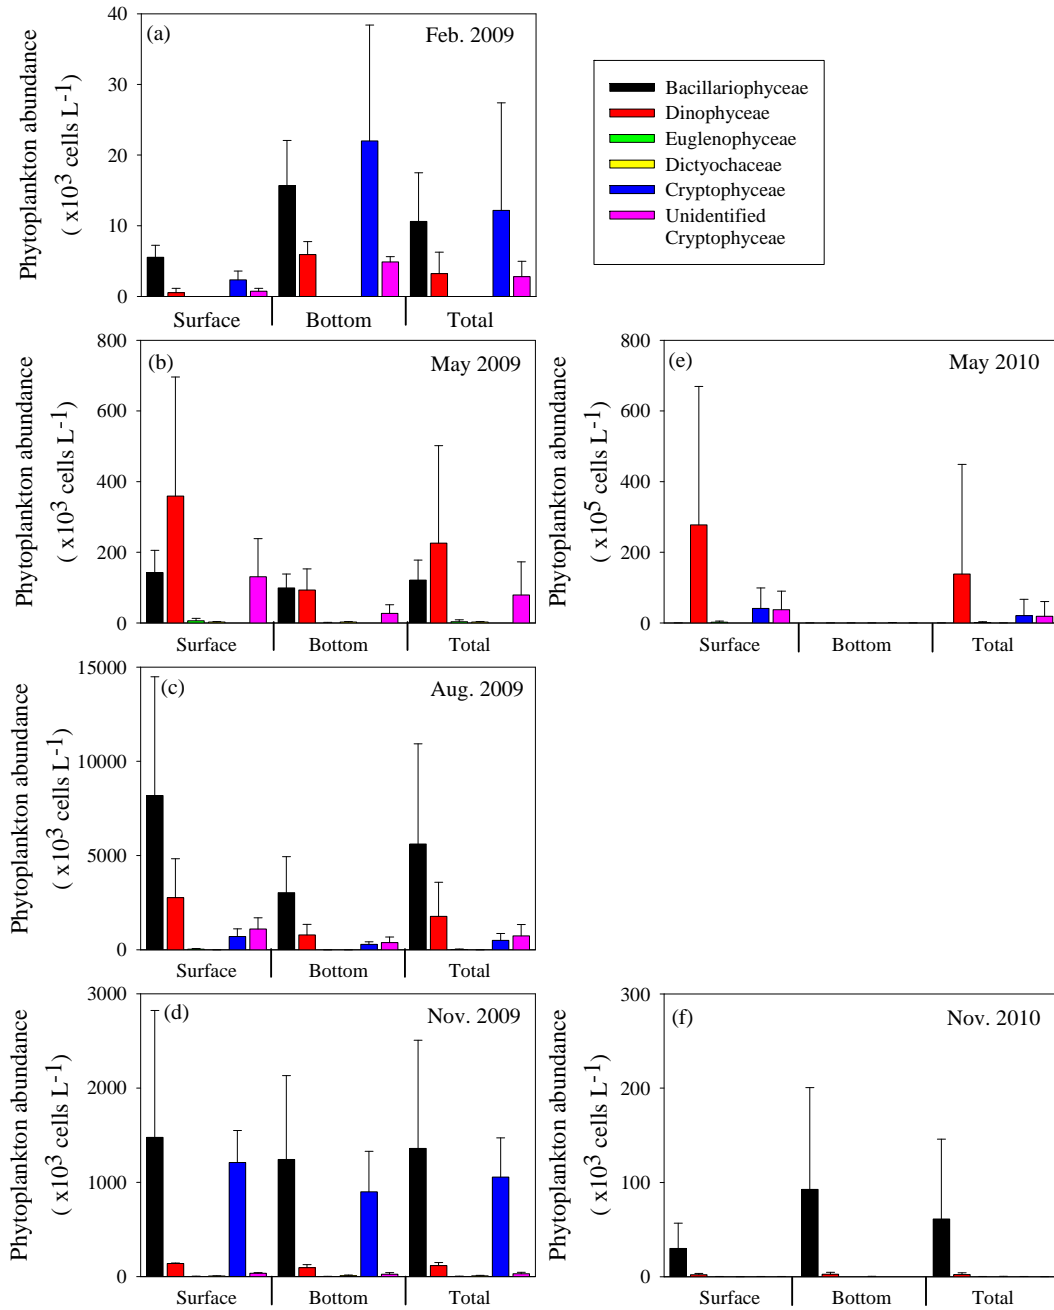 (a)
Feb. 2009
Phytoplankton abundance
( x10³ cells L⁻¹)
40
30
20
10
0
Surface
Bottom
Total
Bacillariophyceae
Dinophyceae
Euglenophyceae
Dictyochaceae
Cryptophyceae
Unidentified
Cryptophyceae
(b)
May 2009
Phytoplankton abundance
( x10³ cells L⁻¹)
800
600
400
200
0
Surface
Bottom
Total
(e)
May 2010
Phytoplankton abundance
( x10⁵ cells L⁻¹)
800
600
400
200
0
Surface
Bottom
Total
(c)
Aug. 2009
Phytoplankton abundance
( x10³ cells L⁻¹)
15000
10000
5000
0
Surface
Bottom
Total
(d)
Nov. 2009
Phytoplankton abundance
( x10³ cells L⁻¹)
3000
2000
1000
0
Surface
Bottom
Total
(f)
Nov. 2010
Phytoplankton abundance
( x10³ cells L⁻¹)
300
200
100
0
Surface
Bottom
Total